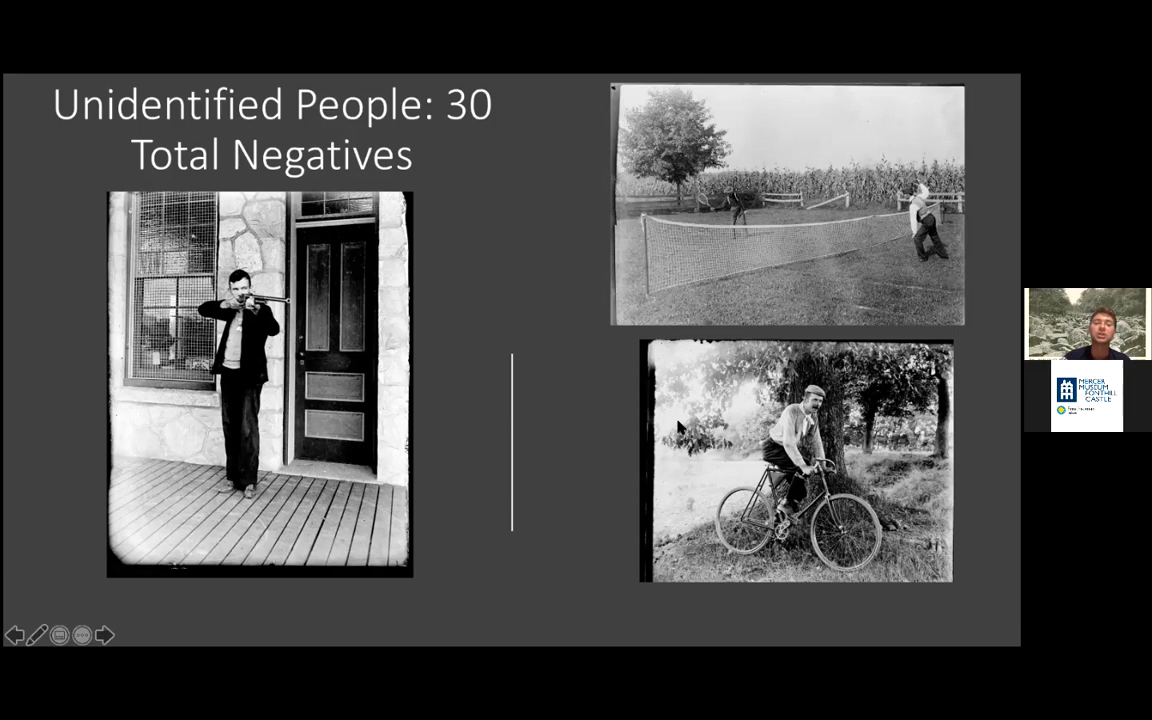 Unidentified People: 30
Total Negatives
MERCER
MUSEUM
FONTHILL
CASTLE